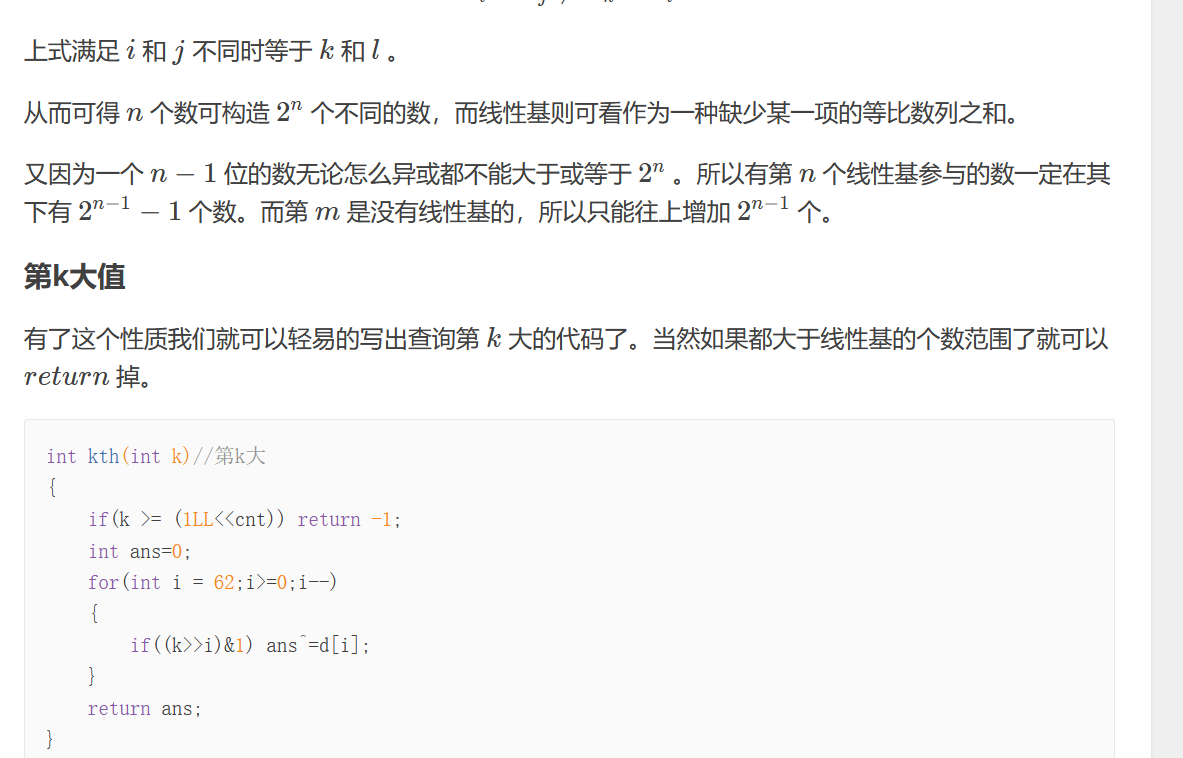 上式满足 i 和 j 不同时等于 k 和 l 。
从而可得 n 个数可构造 2^n 个不同的数，而线性基则可看作为一种缺少某一项的等比数列之和。
又因为一个 n − 1 位的数无论怎么异或都不能大于或等于 2^n 。所以有第 n 个线性基参与的数一定在其
下有 2^{n−1} − 1 个数。而第 m 是没有线性基的，所以只能往上增加 2^{n−1} 个。
第k大值
有了这个性质我们就可以轻易的写出查询第 k 大的代码了。当然如果都大于线性基的个数范围了就可以
return 掉。
int kth(int k)//第k大
{
    if(k >= (1LL<<cnt)) return -1;
    int ans=0;
    for(int i = 62;i>=0;i--)
    {
        if((k>>i)&1) ans^=d[i];
    }
    return ans;
}